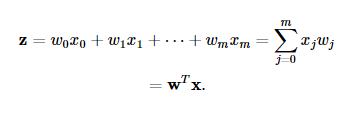 z = w₀x₀ + w₁x₁ + ⋯ + wₘxₘ = ∑ⱼ₌₀ᵐ xⱼwⱼ
= wᵀx.